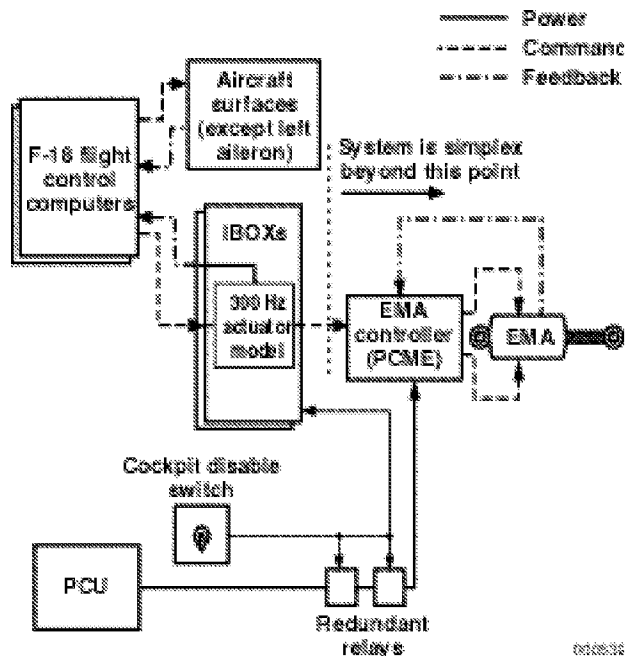 Power
Command
Feedback
Aircraft
surfaces
(except left
aileron)
F-18 flight
control
computers
System is simplex
beyond this point
IBOXs
300 Hz
actuator
model
EMA
controller
(PCME)
EMA
Cockpit disable
switch
PCU
Redundant
relays